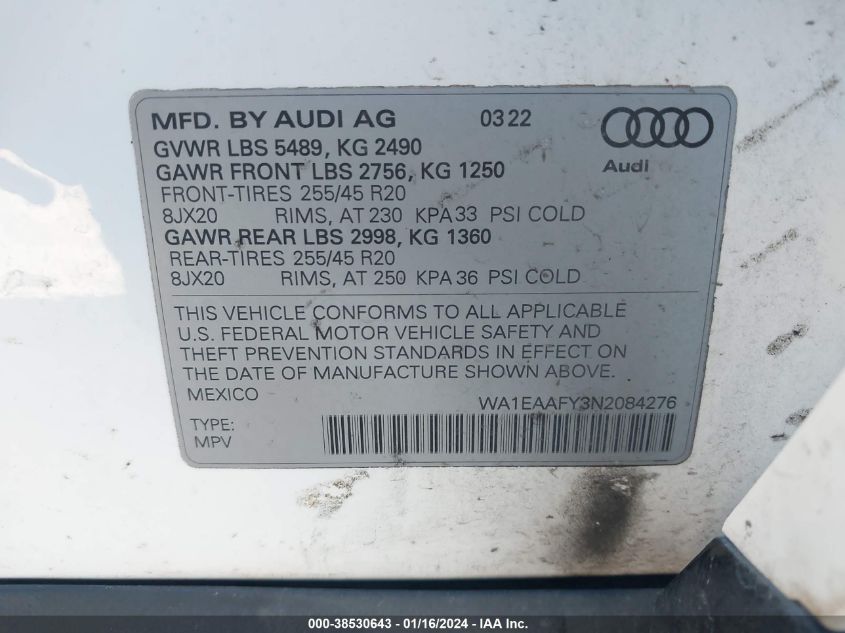 MFD. BY AUDI AG 03 22
GVWR LBS 5489, KG 2490
GAWR FRONT LBS 2756, KG 1250
Audi
FRONT-TIRES 255/45 R20
8JX20 RIMS, AT 230 KPA 33 PSI COLD
GAWR REAR LBS 2998, KG 1360
REAR-TIRES 255/45 R20
8JX20 RIMS, AT 250 KPA 36 PSI COLD
THIS VEHICLE CONFORMS TO ALL APPLICABLE
U.S. FEDERAL MOTOR VEHICLE SAFETY AND
THEFT PREVENTION STANDARDS IN EFFECT ON
THE DATE OF MANUFACTURE SHOWN ABOVE.
MEXICO WA1EAAFY3N2084276
TYPE:
MPV
000-38530643 - 01/16/2024 - IAA Inc.